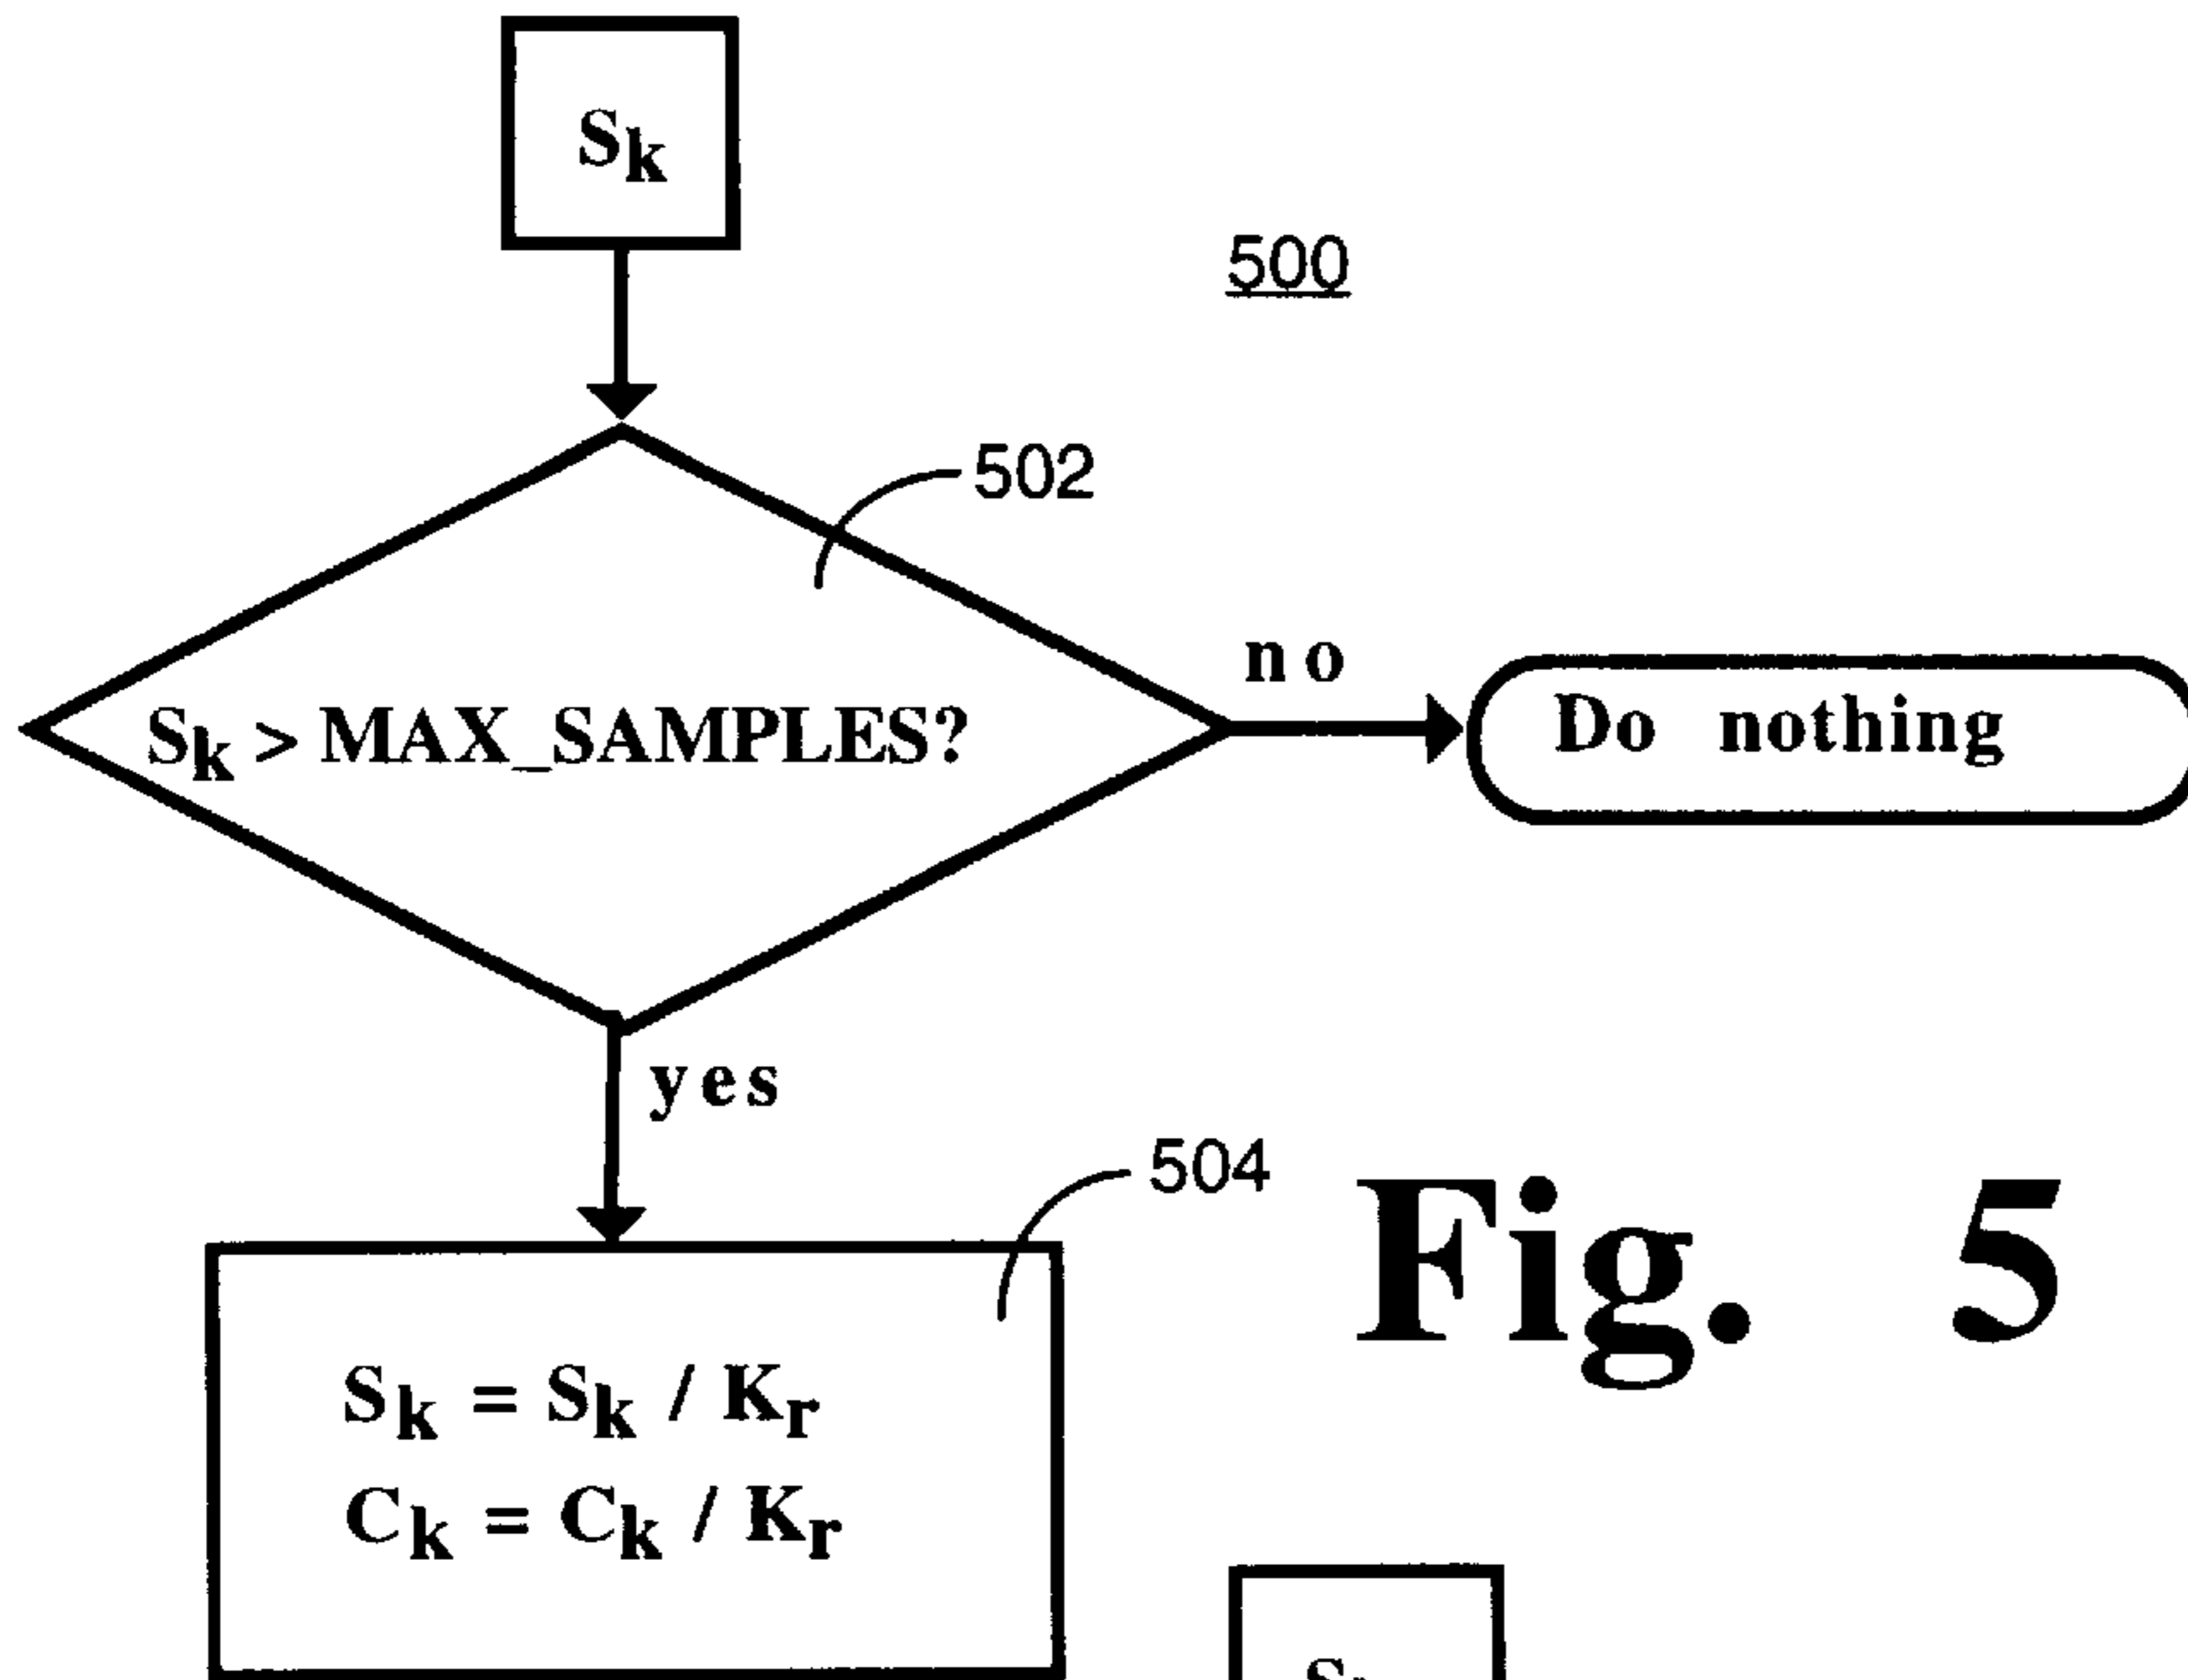 Sk
500
502
Sk > MAX_SAMPLES?
no
Do nothing
yes
504
Fig. 5
Sk = Sk / Kr
Ck = Ck / Kr